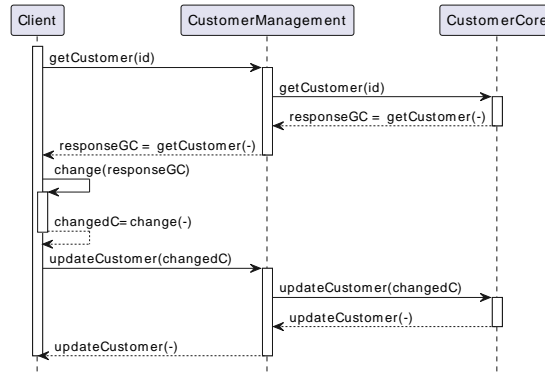 Client
CustomerManagement
CustomerCore
getCustomer(id)
getCustomer(id)
responseGC = getCustomer(-)
responseGC = getCustomer(-)
change(responseGC)
changedC=change(-)
updateCustomer(changedC)
updateCustomer(changedC)
updateCustomer(-)
updateCustomer(-)